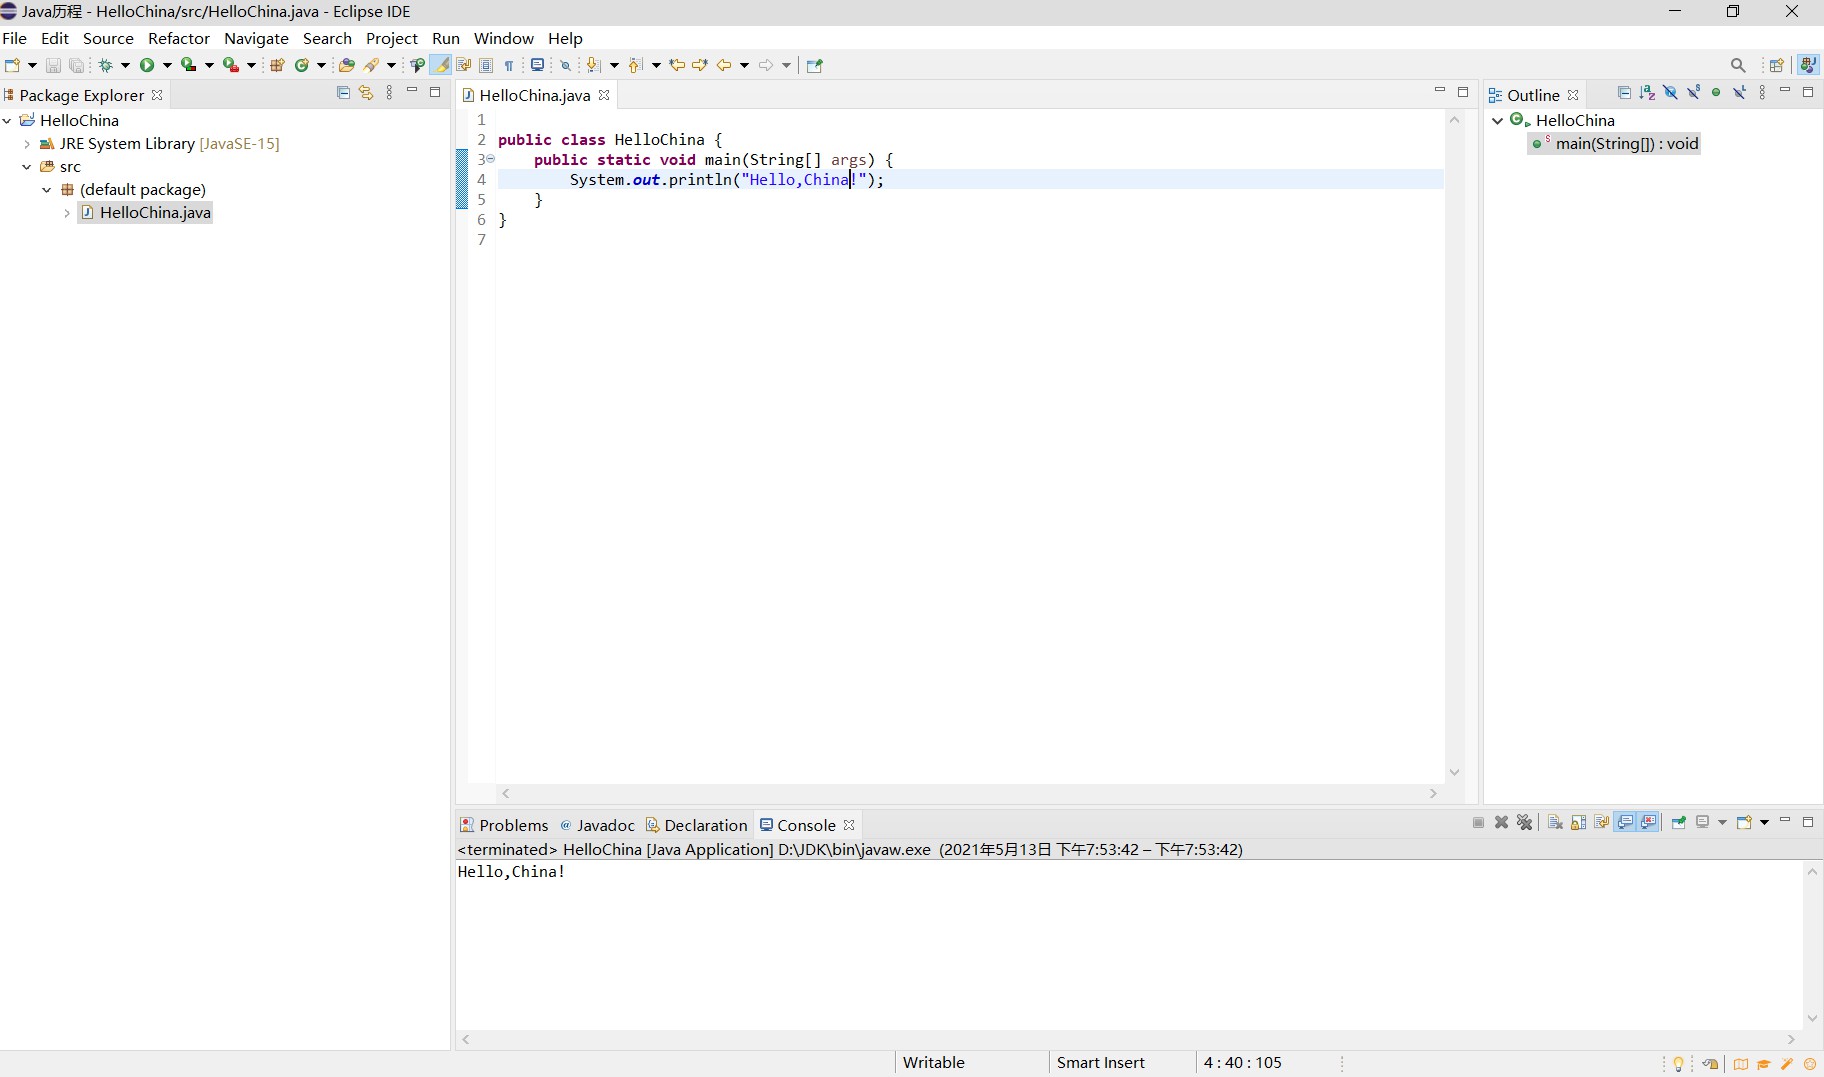 Java历程 - HelloChina/src/HelloChina.java - Eclipse IDE
File Edit Source Refactor Navigate Search Project Run Window Help
Package Explorer
HelloChina
JRE System Library [JavaSE-15]
src
(default package)
HelloChina.java
HelloChina.java
1
2 public class HelloChina {
3 public static void main(String[] args) {
4 System.out.println("Hello,China!");
5 }
6 }
7
Outline
HelloChina
main(String[]) : void
Problems @ Javadoc Declaration Console
<terminated> HelloChina [Java Application] D:\JDK\bin\javaw.exe (2021年5月13日 下午7:53:42 – 下午7:53:42)
Hello,China!
Writable Smart Insert 4 : 40 : 105